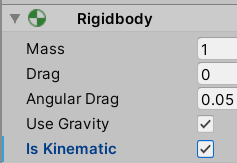 Rigidbody
Mass 1
Drag 0
Angular Drag 0.05
Use Gravity
Is Kinematic